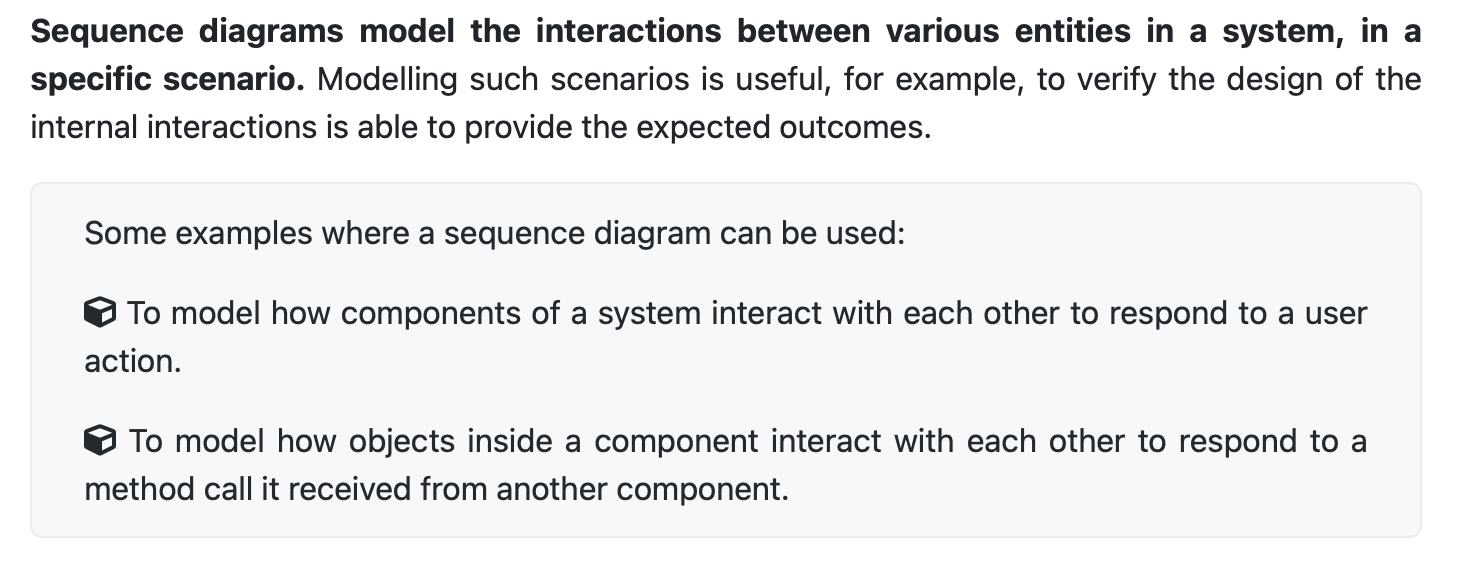 Sequence diagrams model the interactions between various entities in a system, in a
specific scenario. Modelling such scenarios is useful, for example, to verify the design of the
internal interactions is able to provide the expected outcomes.
Some examples where a sequence diagram can be used:
To model how components of a system interact with each other to respond to a user
action.
To model how objects inside a component interact with each other to respond to a
method call it received from another component.